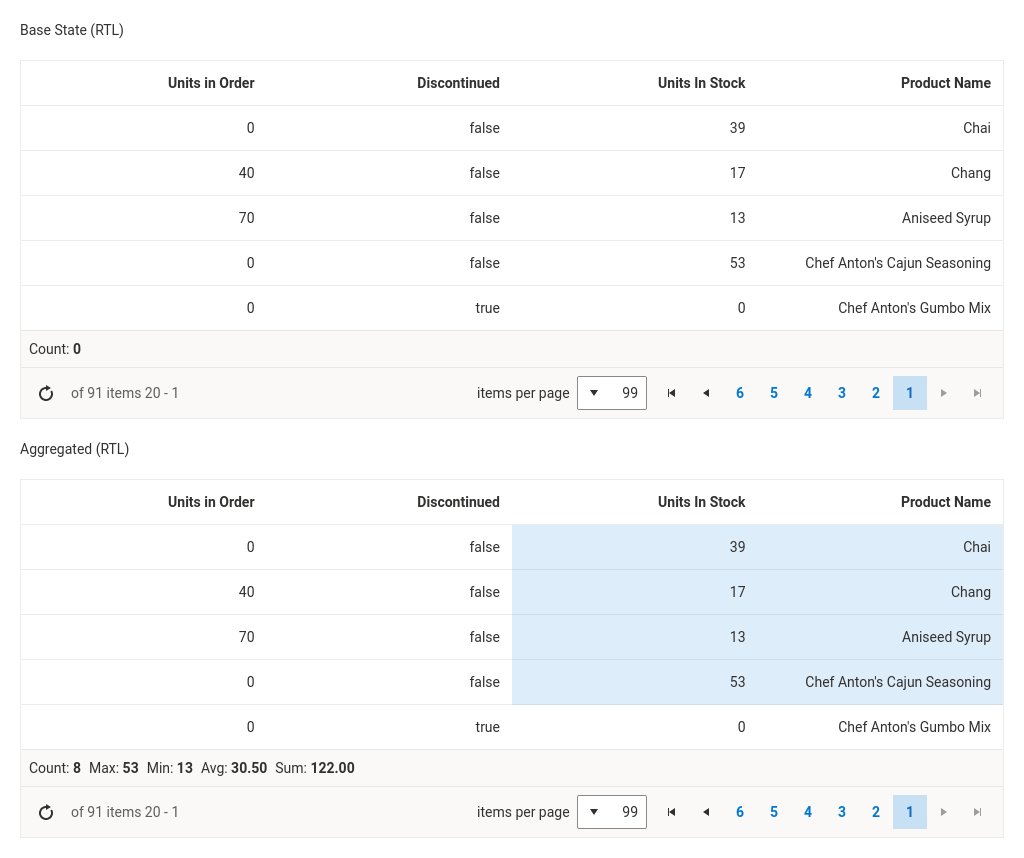 Base State (RTL)
Units in Order Discontinued Units In Stock Product Name
0 false 39 Chai
40 false 17 Chang
70 false 13 Aniseed Syrup
0 false 53 Chef Anton's Cajun Seasoning
0 true 0 Chef Anton's Gumbo Mix
Count: 0
of 91 items 20 - 1 items per page 99 6 5 4 3 2 1
Aggregated (RTL)
Units in Order Discontinued Units In Stock Product Name
0 false 39 Chai
40 false 17 Chang
70 false 13 Aniseed Syrup
0 false 53 Chef Anton's Cajun Seasoning
0 true 0 Chef Anton's Gumbo Mix
Count: 8 Max: 53 Min: 13 Avg: 30.50 Sum: 122.00
of 91 items 20 - 1 items per page 99 6 5 4 3 2 1